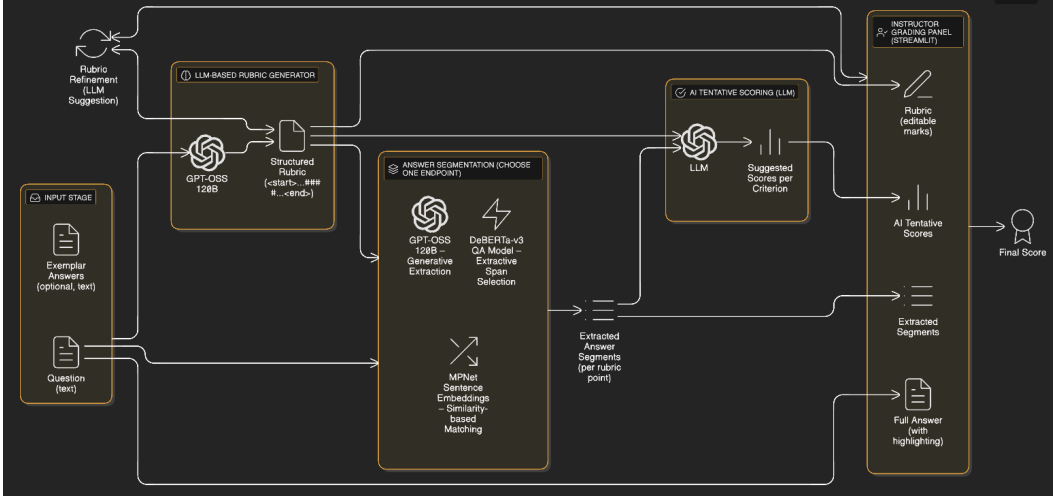 Rubric
Refinement
(LLM
Suggestion)
LLM-BASED RUBRIC GENERATOR
GPT-OSS
120B
Structured
Rubric
(<start>...###
#...<end>)
INPUT STAGE
Exemplar
Answers
(optional, text)
Question
(text)
ANSWER SEGMENTATION (CHOOSE
ONE ENDPOINT)
GPT-OSS
120B –
Generative
Extraction
DeBERTa-v3
QA Model –
Extractive
Span
Selection
MPNet
Sentence
Embeddings
– Similarity-
based
Matching
Extracted
Answer
Segments
(per rubric
point)
AI TENTATIVE SCORING (LLM)
LLM
Suggested
Scores per
Criterion
INSTRUCTOR
GRADING PANEL
(STREAMLIT)
Rubric
(editable
marks)
AI Tentative
Scores
Extracted
Segments
Full Answer
(with
highlighting)
Final Score